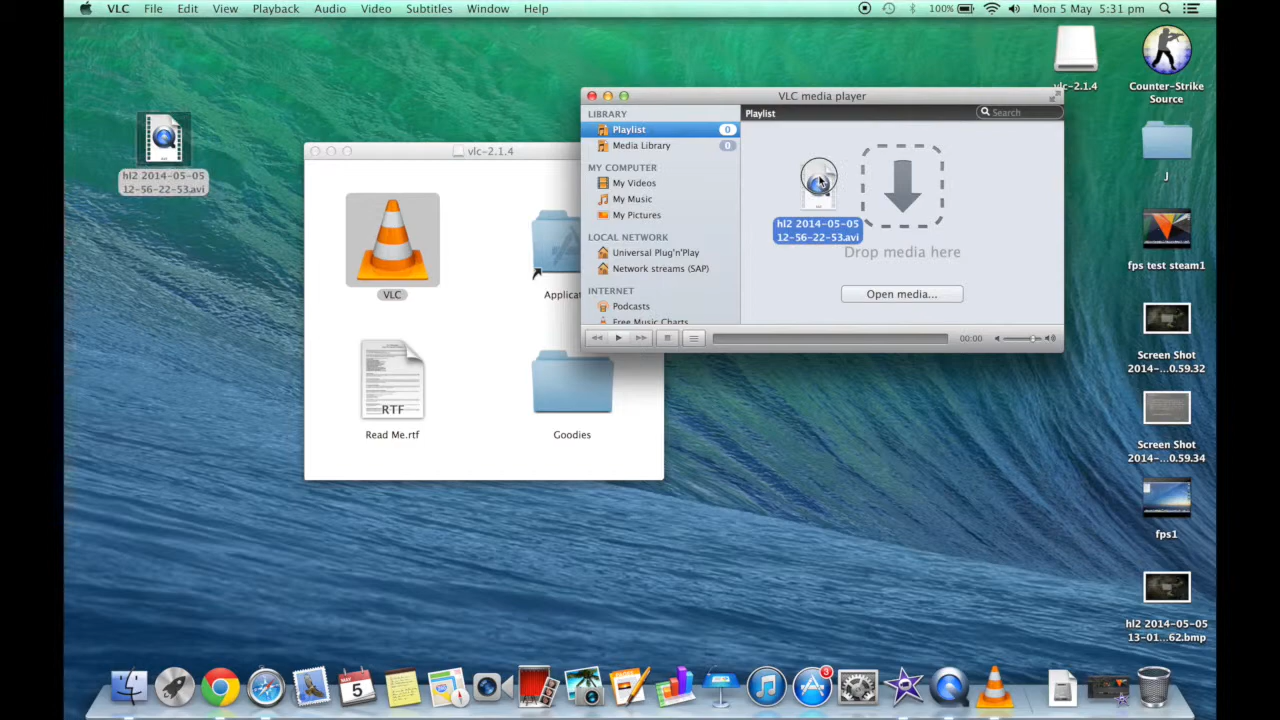 VLC File Edit View Playback Audio Video Subtitles Window Help 100% Mon 5 May 5:31 pm
hl2 2014-05-05
12-56-22-53.avi
vlc-2.1.4
VLC
Applicat
RTF
Read Me.rtf
Goodies
VLC media player
LIBRARY
Playlist 0
Media Library 0
MY COMPUTER
My Videos
My Music
My Pictures
LOCAL NETWORK
Universal Plug'n'Play
Network streams (SAP)
INTERNET
Podcasts
Free Music Charts
Playlist
Search
hl2 2014-05-05
12-56-22-53.avi
Drop media here
Open media...
00:00
vlc-2.1.4
Counter-Strike
Source
J
fps test steam1
Screen Shot
2014-...0.59.32
Screen Shot
2014-...0.59.34
fps1
hl2 2014-05-05
13-01...62.bmp
5
3